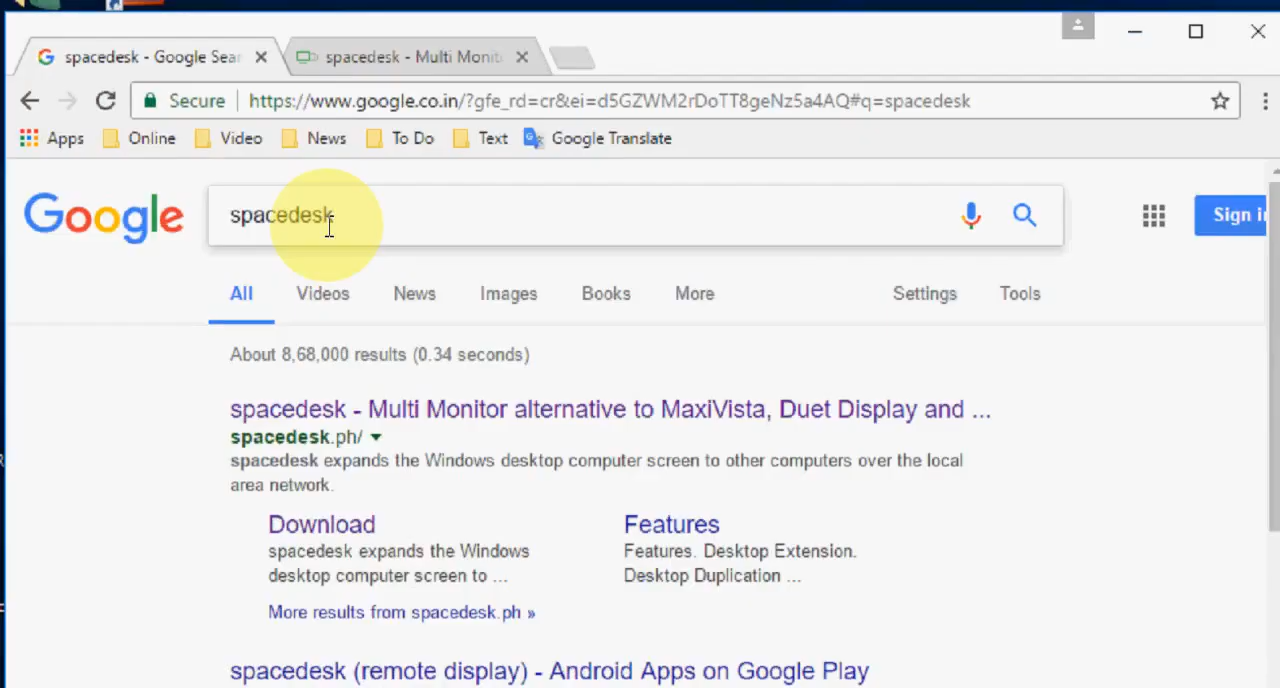 spacedesk - Google Sear
spacedesk - Multi Monit
Secure https://www.google.co.in/?gfe_rd=cr&ei=d5GZWM2rDoTT8geNz5a4AQ#q=spacedesk
Apps Online Video News To Do Text Google Translate
Google spacedesk Sign in
All Videos News Images Books More Settings Tools
About 8,68,000 results (0.34 seconds)
spacedesk - Multi Monitor alternative to MaxiVista, Duet Display and ...
spacedesk.ph/
spacedesk expands the Windows desktop computer screen to other computers over the local
area network.
Download Features
spacedesk expands the Windows Features. Desktop Extension.
desktop computer screen to ... Desktop Duplication ...
More results from spacedesk.ph »
spacedesk (remote display) - Android Apps on Google Play